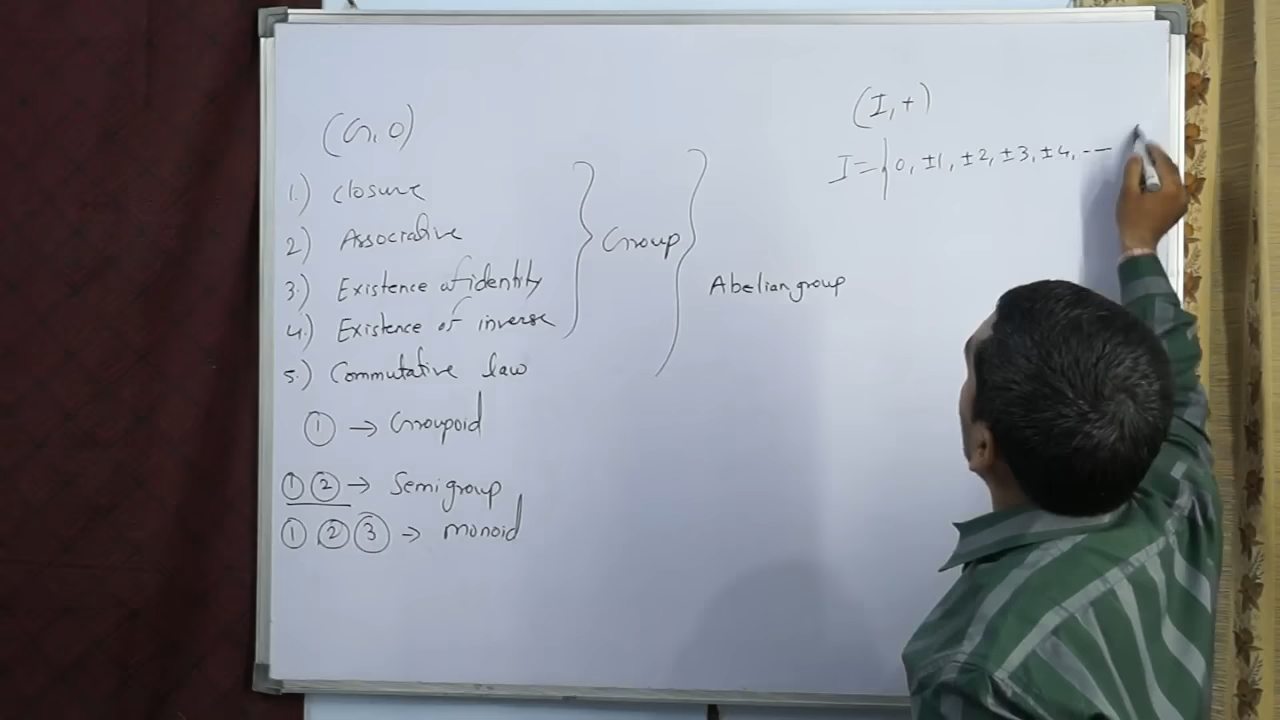 (G, o)
1.) closure
2) Associative
3.) Existence of identity
4.) Existence of inverse
5.) Commutative law
Group
Abelian group
① → Groupoid
① ② → Semi group
① ② ③ → monoid
(I, +)
I = { 0, ±1, ±2, ±3, ±4, ---